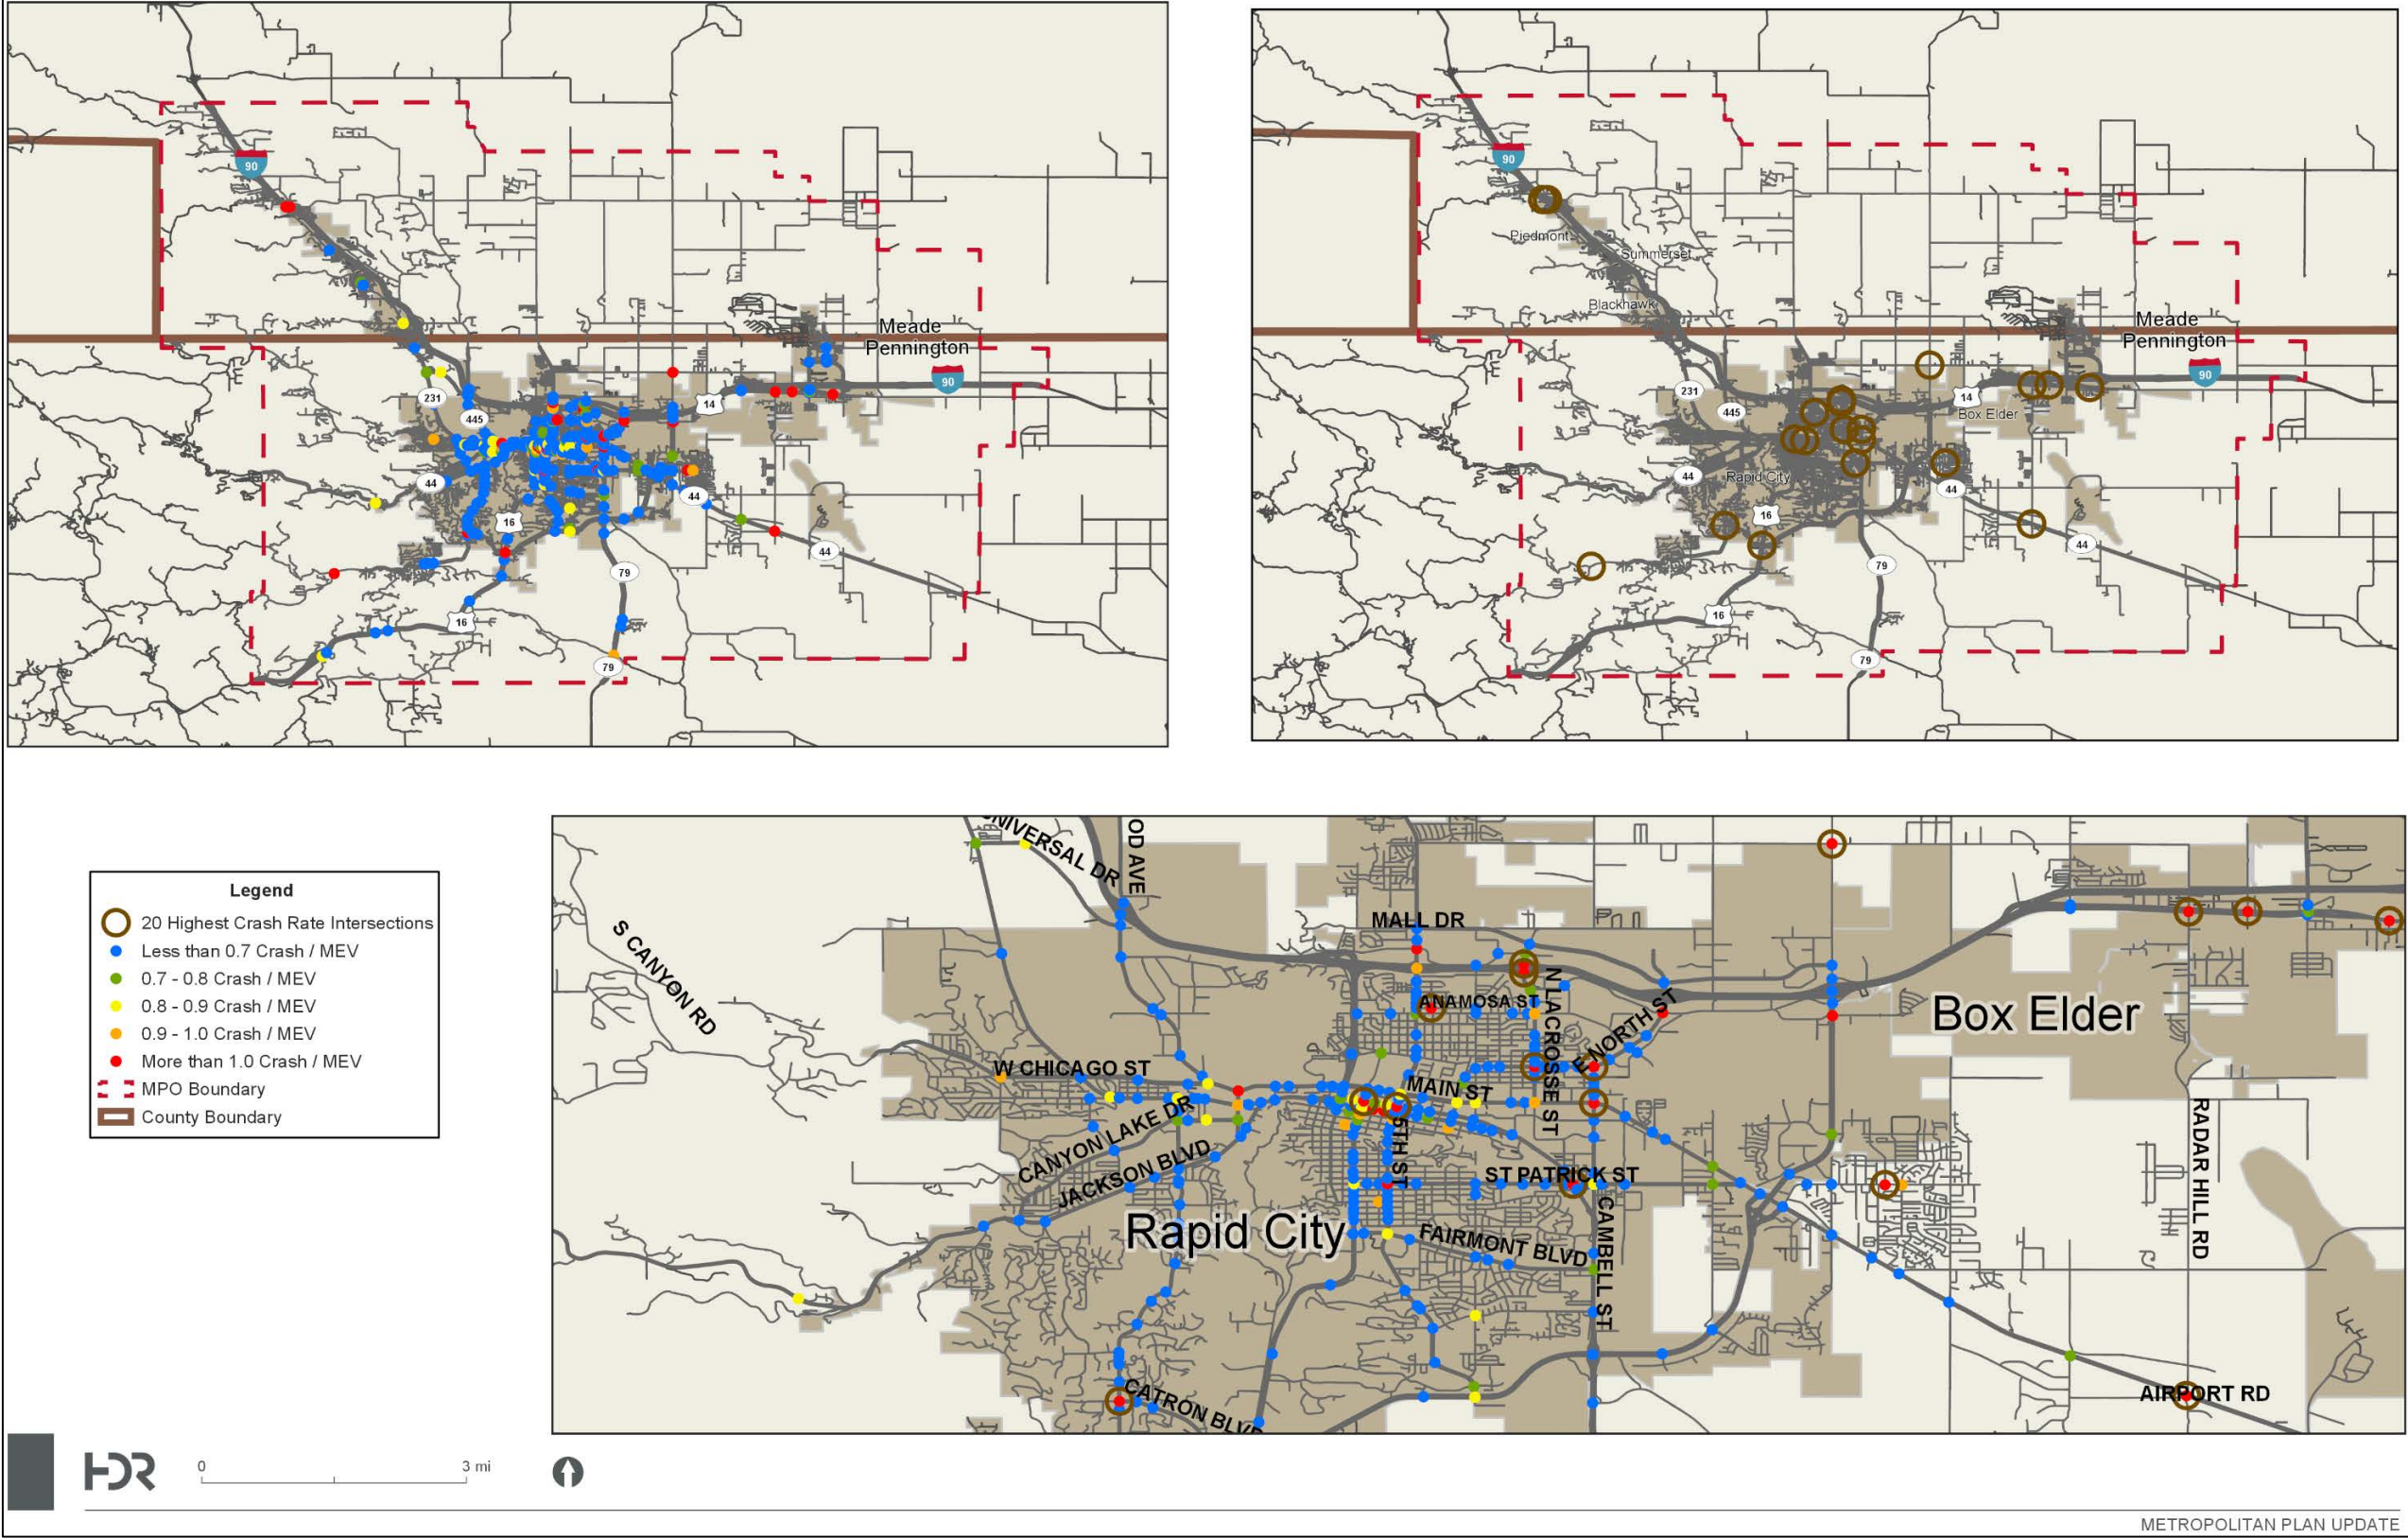 90
231
445
44
16
16
79
79
14
44
44
90
Meade
Pennington
90
Piedmont
Summerset
Blackhawk
231
445
44
Rapid City
16
16
79
79
14
Box Elder
44
44
90
Meade
Pennington
Legend
20 Highest Crash Rate Intersections
Less than 0.7 Crash / MEV
0.7 - 0.8 Crash / MEV
0.8 - 0.9 Crash / MEV
0.9 - 1.0 Crash / MEV
More than 1.0 Crash / MEV
MPO Boundary
County Boundary
UNIVERSAL DR
OD AVE
S CANYON RD
MALL DR
ANAMOSA ST
N LACROSSE ST
E NORTH ST
Box Elder
W CHICAGO ST
MAIN ST
CANYON LAKE DR
JACKSON BLVD
5TH ST
ST PATRICK ST
RADAR HILL RD
Rapid City
FAIRMONT BLVD
CAMBELL ST
CATRON BLVD
AIRPORT RD
HDR
0
3 mi
METROPOLITAN PLAN UPDATE